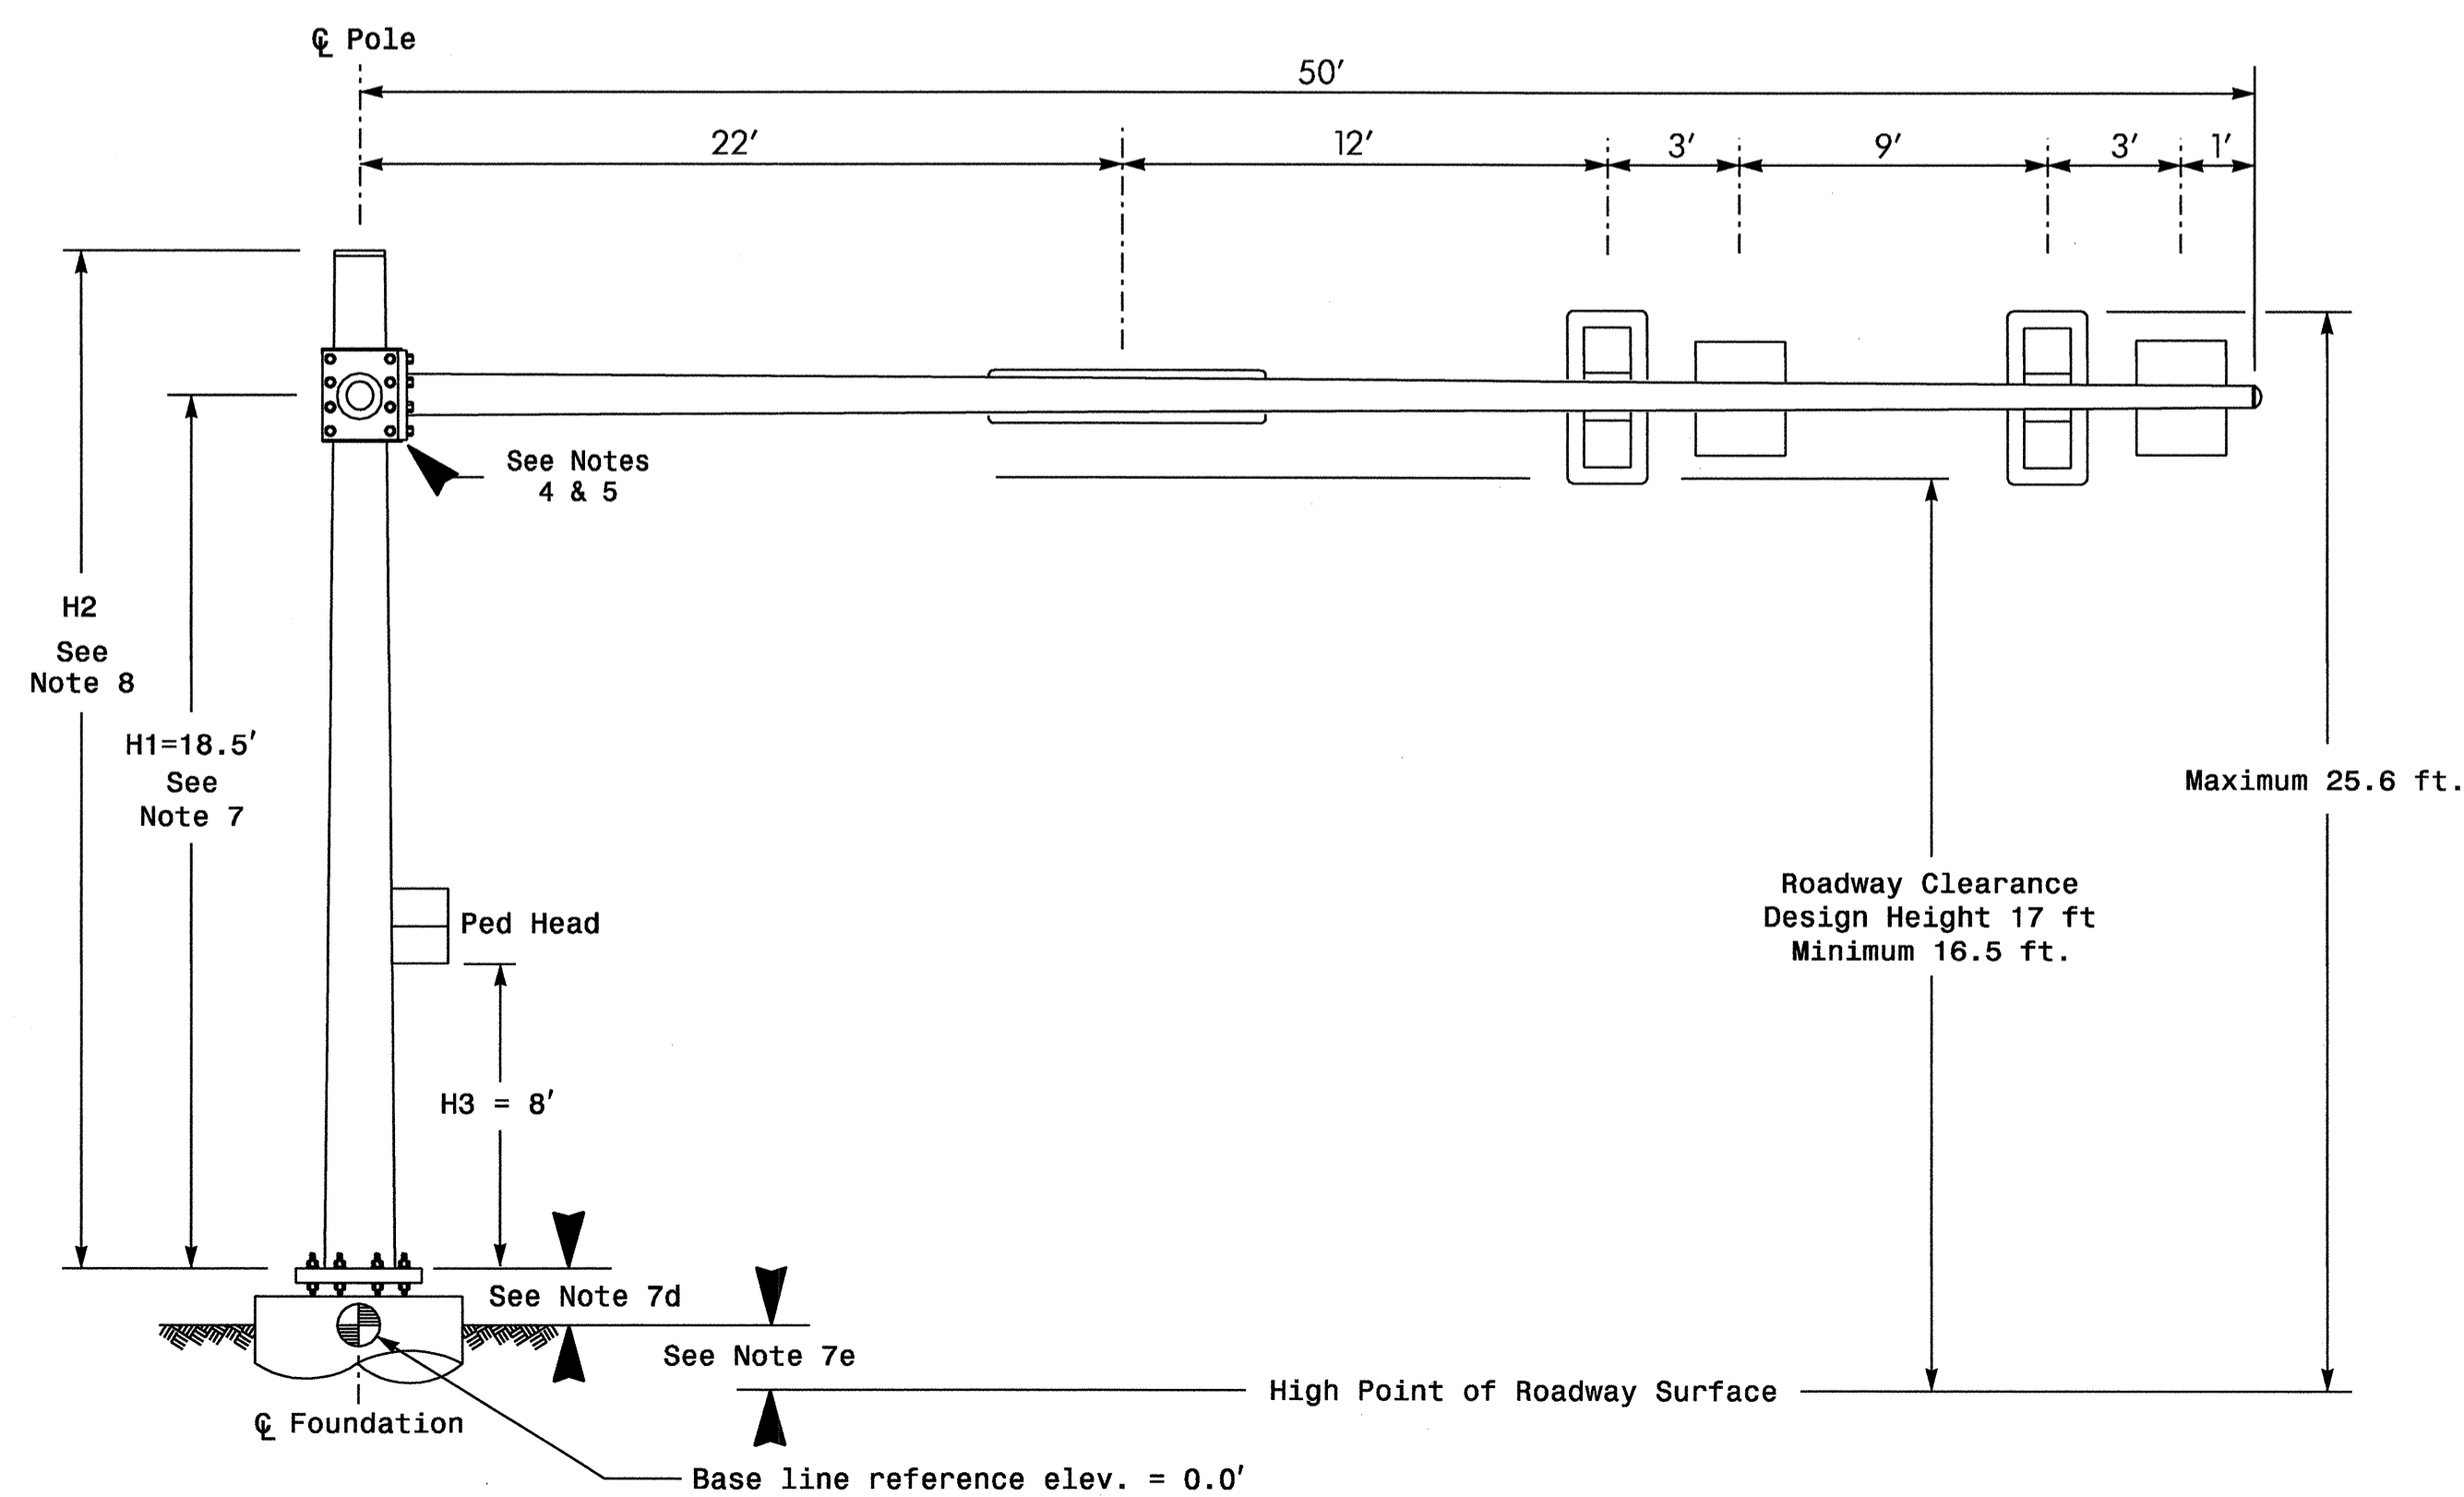 ℄ Pole
50'
22'
12'
3'
9'
3'
1'
See Notes
4 & 5
H2
See
Note 8
H1=18.5'
See
Note 7
Maximum 25.6 ft.
Roadway Clearance
Design Height 17 ft
Minimum 16.5 ft.
Ped Head
H3 = 8'
See Note 7d
See Note 7e
High Point of Roadway Surface
℄ Foundation
Base line reference elev. = 0.0'